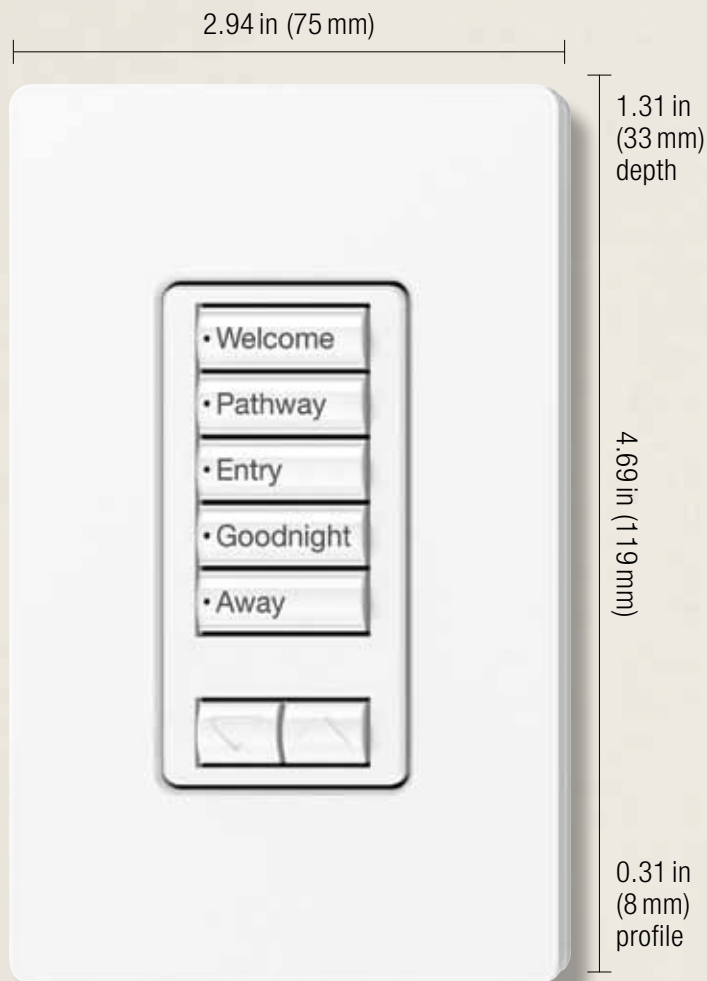 2.94 in (75 mm)
1.31 in
(33 mm)
depth
• Welcome
• Pathway
• Entry
• Goodnight
• Away
4.69 in (119 mm)
0.31 in
(8 mm)
profile